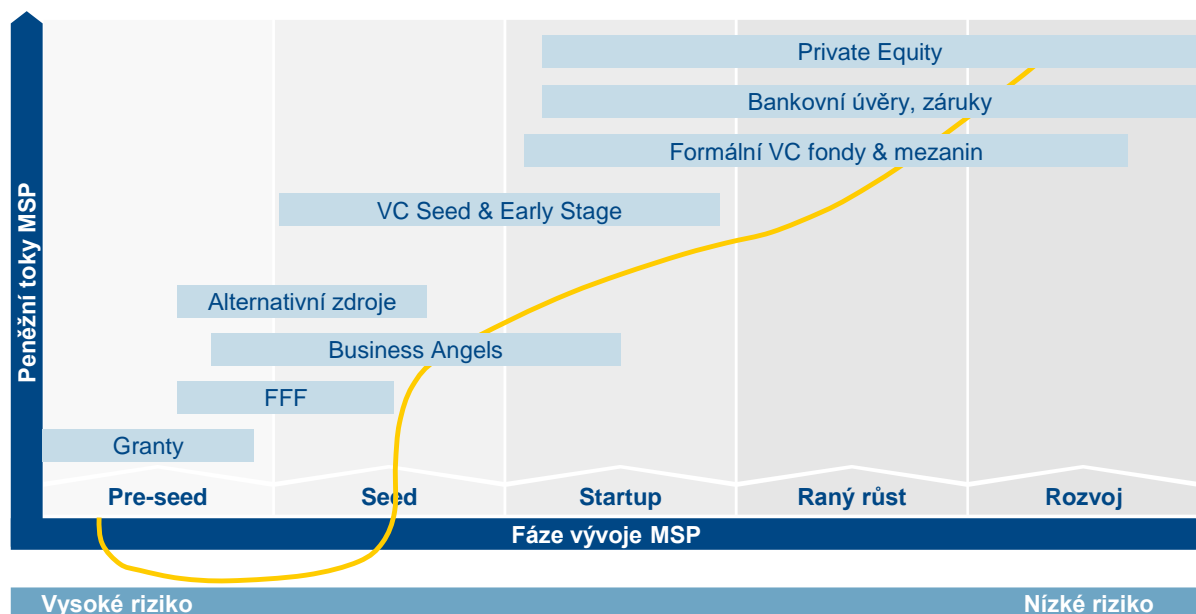 Peněžní toky MSP
Private Equity
Bankovní úvěry, záruky
Formální VC fondy & mezanin
VC Seed & Early Stage
Alternativní zdroje
Business Angels
FFF
Granty
Pre-seed
Seed
Startup
Raný růst
Rozvoj
Fáze vývoje MSP
Vysoké riziko
Nízké riziko